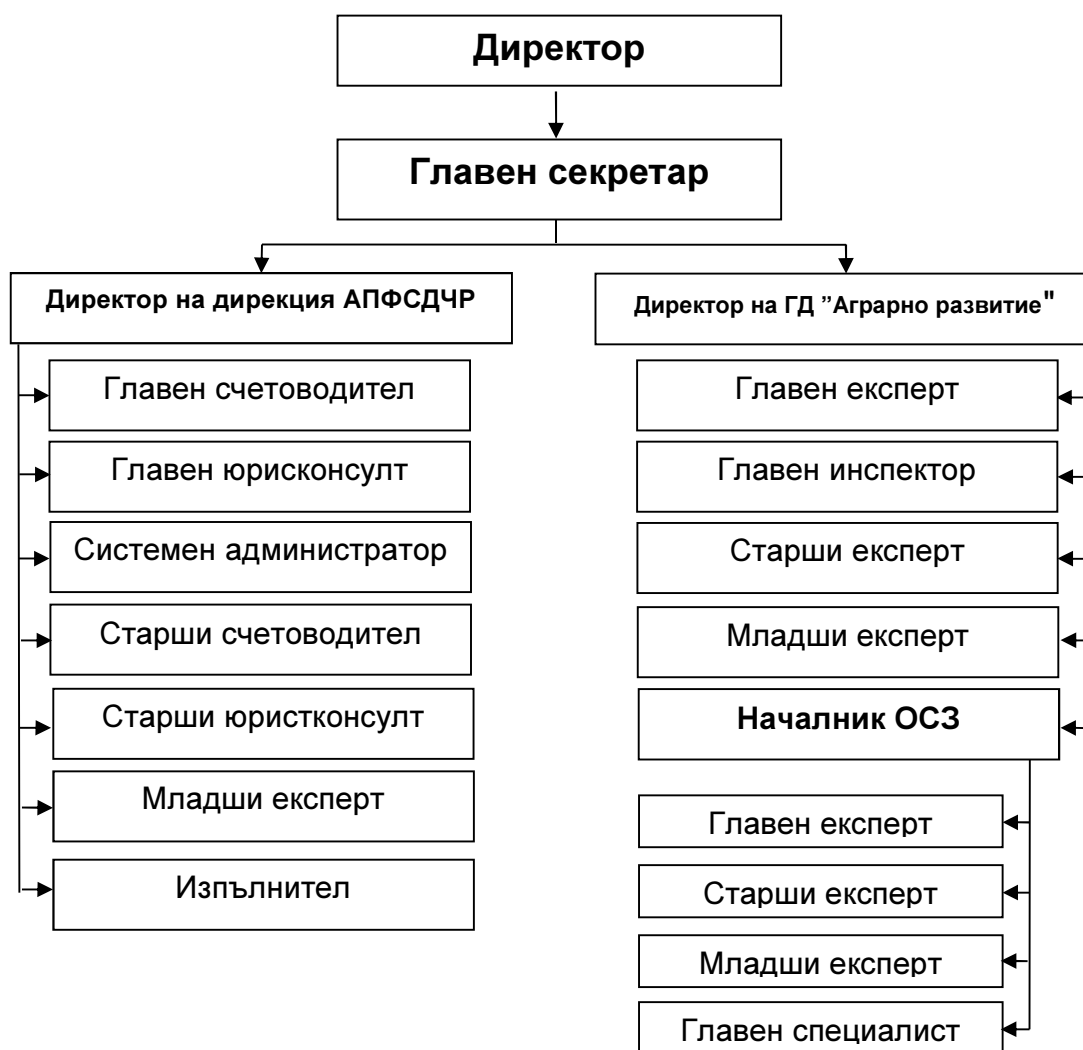 Директор
Главен секретар
Директор на дирекция АПФСДЧР
Главен счетоводител
Главен юрисконсулт
Системен администратор
Старши счетоводител
Старши юристконсулт
Младши експерт
Изпълнител
Директор на ГД ”Аграрно развитие"
Главен експерт
Главен инспектор
Старши експерт
Младши експерт
Началник ОСЗ
Главен експерт
Старши експерт
Младши експерт
Главен специалист